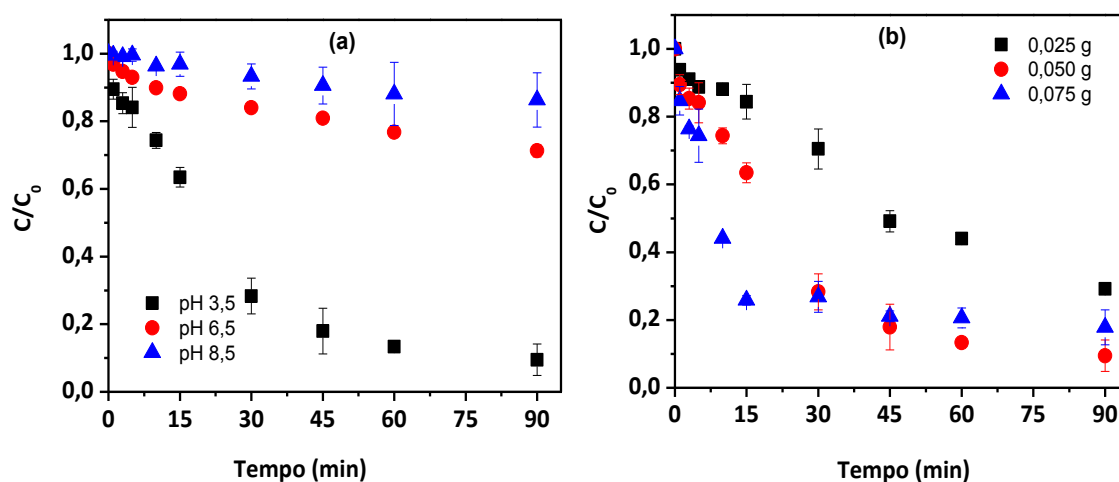 (a)
C/C0
1,0
0,8
0,6
0,4
0,2
0,0
pH 3,5
pH 6,5
pH 8,5
0 15 30 45 60 75 90
Tempo (min)
(b)
C/C0
1,0
0,8
0,6
0,4
0,2
0,0
0,025 g
0,050 g
0,075 g
0 15 30 45 60 75 90
Tempo (min)